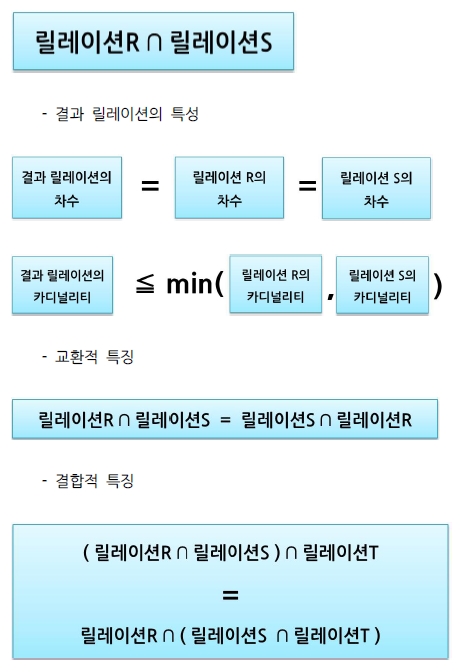 릴레이션R ∩ 릴레이션S
- 결과 릴레이션의 특성
결과 릴레이션의 차수 = 릴레이션 R의 차수 = 릴레이션 S의 차수
결과 릴레이션의 카디널리티 ≦ min( 릴레이션 R의 카디널리티 , 릴레이션 S의 카디널리티 )
- 교환적 특징
릴레이션R ∩ 릴레이션S = 릴레이션S ∩ 릴레이션R
- 결합적 특징
( 릴레이션R ∩ 릴레이션S ) ∩ 릴레이션T
=
릴레이션R ∩ ( 릴레이션S ∩ 릴레이션T )